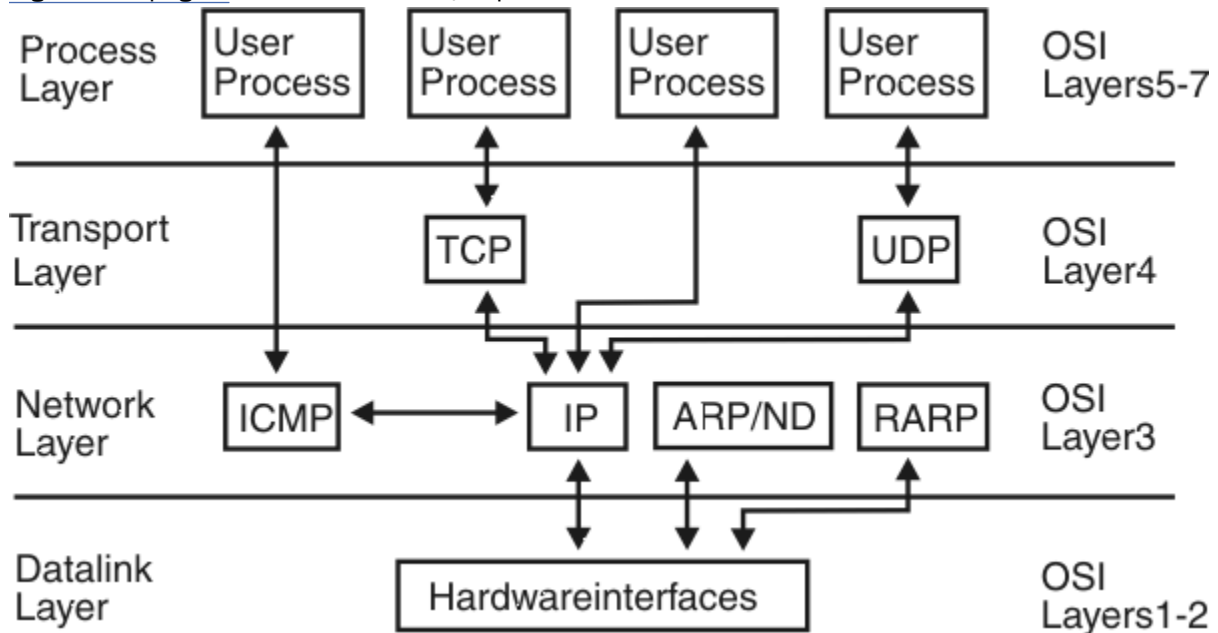 Process
Layer
User
Process
User
Process
User
Process
User
Process
OSI
Layers5-7
Transport
Layer
TCP
UDP
OSI
Layer4
Network
Layer
ICMP
IP
ARP/ND
RARP
OSI
Layer3
Datalink
Layer
Hardwareinterfaces
OSI
Layers1-2